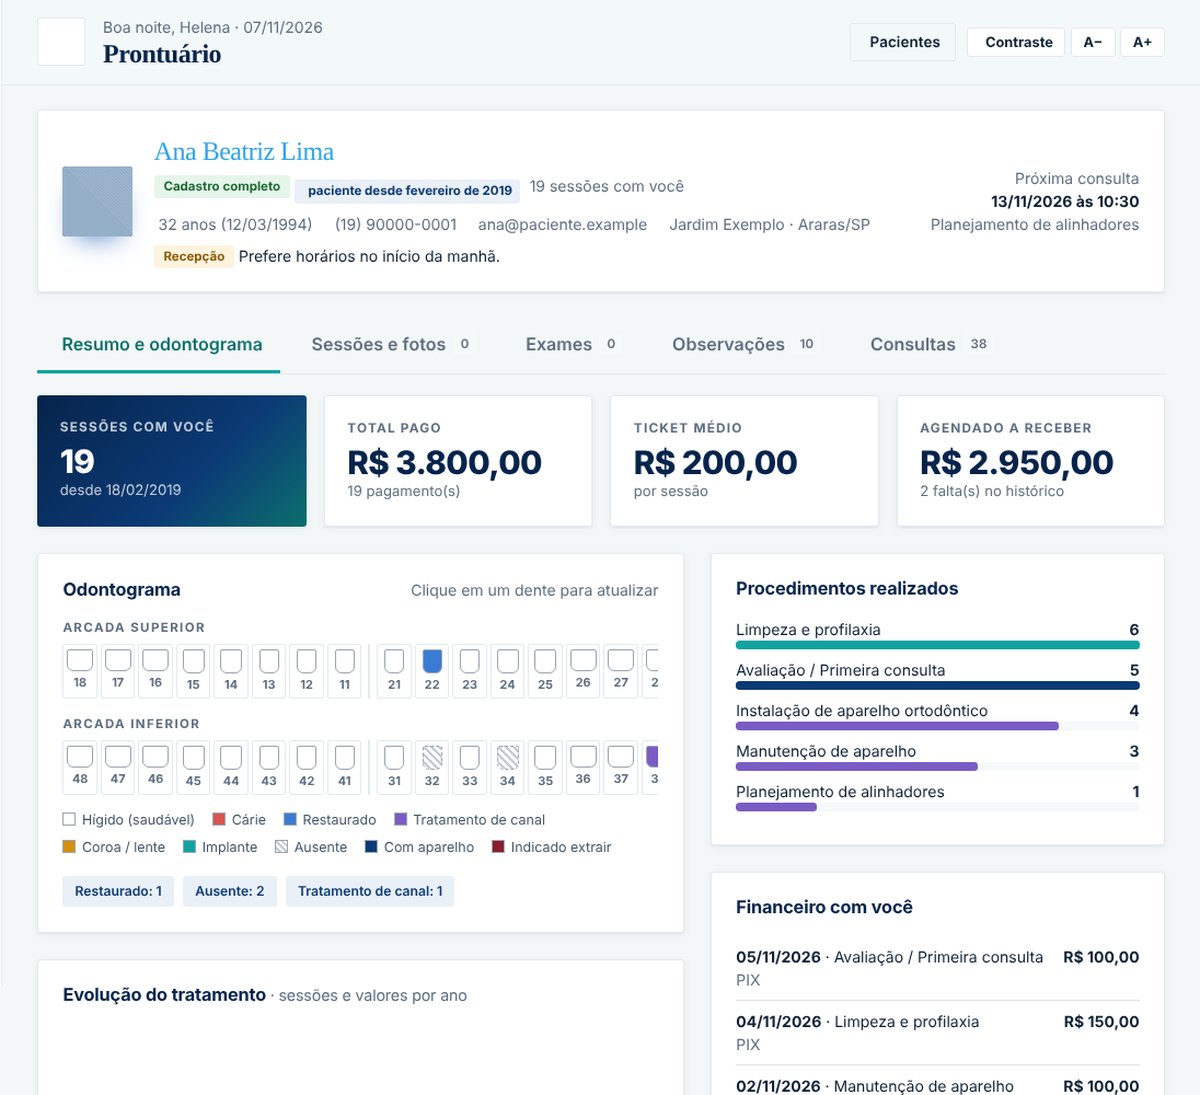 Boa noite, Helena · 07/11/2026
Prontuário
Pacientes
Contraste
A−
A+
Ana Beatriz Lima
Cadastro completo
paciente desde fevereiro de 2019
19 sessões com você
32 anos (12/03/1994)
(19) 90000-0001
ana@paciente.example
Jardim Exemplo · Araras/SP
Recepção
Prefere horários no início da manhã.
Próxima consulta
13/11/2026 às 10:30
Planejamento de alinhadores
Resumo e odontograma
Sessões e fotos 0
Exames 0
Observações 10
Consultas 38
SESSÕES COM VOCÊ
19
desde 18/02/2019
TOTAL PAGO
R$ 3.800,00
19 pagamento(s)
TICKET MÉDIO
R$ 200,00
por sessão
AGENDADO A RECEBER
R$ 2.950,00
2 falta(s) no histórico
Odontograma
Clique em um dente para atualizar
ARCADA SUPERIOR
18 17 16 15 14 13 12 11 21 22 23 24 25 26 27
ARCADA INFERIOR
48 47 46 45 44 43 42 41 31 32 33 34 35 36 37
Hígido (saudável) Cárie Restaurado Tratamento de canal
Coroa / lente Implante Ausente Com aparelho Indicado extrair
Restaurado: 1 Ausente: 2 Tratamento de canal: 1
Evolução do tratamento · sessões e valores por ano
Procedimentos realizados
Limpeza e profilaxia 6
Avaliação / Primeira consulta 5
Instalação de aparelho ortodôntico 4
Manutenção de aparelho 3
Planejamento de alinhadores 1
Financeiro com você
05/11/2026 · Avaliação / Primeira consulta R$ 100,00
PIX
04/11/2026 · Limpeza e profilaxia R$ 150,00
PIX
02/11/2026 · Manutenção de aparelho R$ 100,00